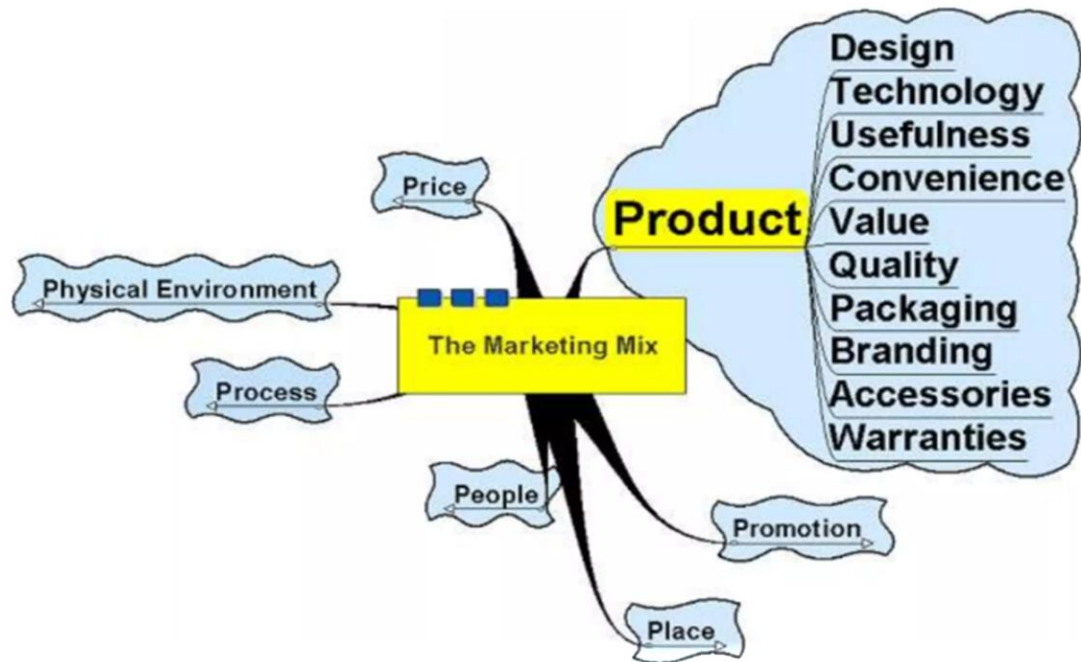 Design
Technology
Usefulness
Convenience
Value
Quality
Packaging
Branding
Accessories
Warranties
Product
Price
Physical Environment
The Marketing Mix
Process
People
Promotion
Place